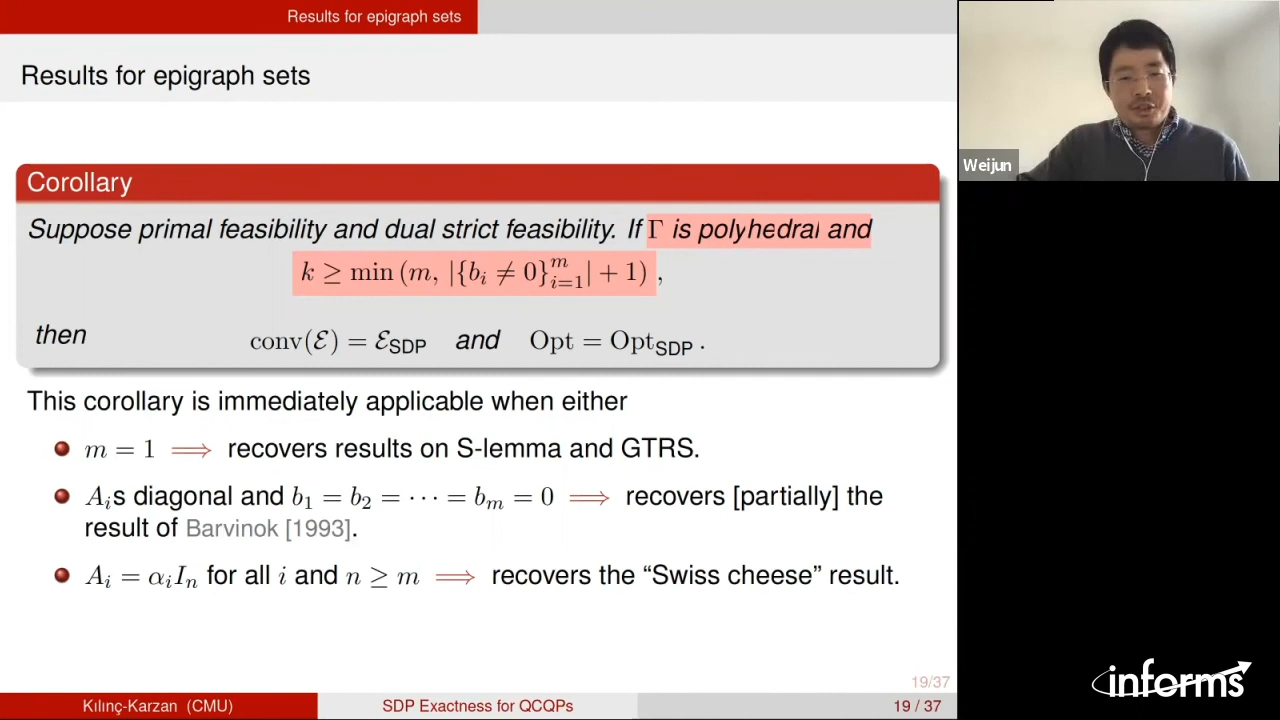 Results for epigraph sets
Results for epigraph sets
Corollary
Suppose primal feasibility and dual strict feasibility. If Γ is polyhedral and
k ≥ min (m, |{b_i ≠ 0}_{i=1}^m| + 1) ,
then conv(ℰ) = ℰ_SDP and Opt = Opt_SDP .
This corollary is immediately applicable when either
m = 1 ⟹ recovers results on S-lemma and GTRS.
A_is diagonal and b_1 = b_2 = ⋯ = b_m = 0 ⟹ recovers [partially] the
result of Barvinok [1993].
A_i = α_i I_n for all i and n ≥ m ⟹ recovers the “Swiss cheese” result.
19/37
Kılınç-Karzan (CMU) SDP Exactness for QCQPs 19 / 37
Weijun
informs